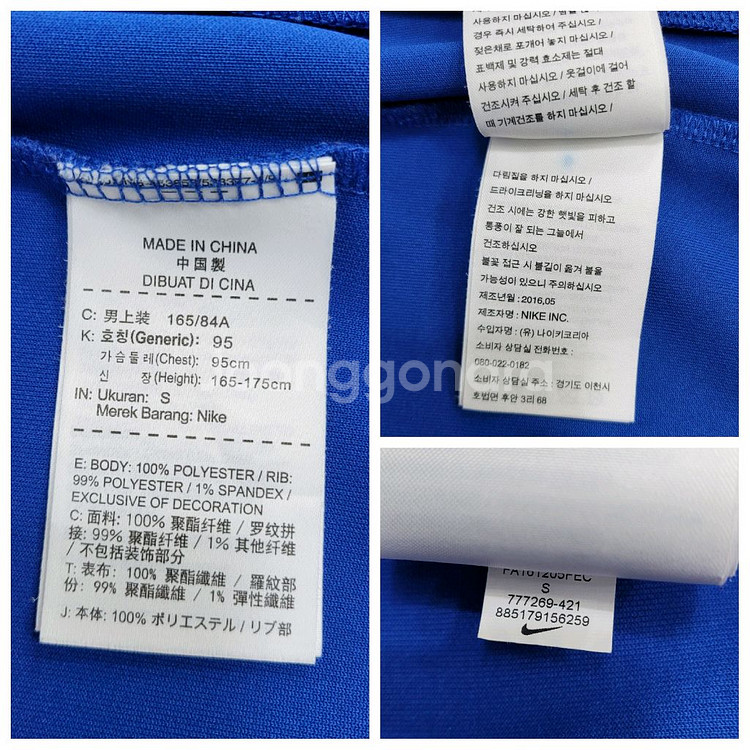 MADE IN CHINA
中国製
DIBUAT DI CINA
C: 男上装 165/84A
K: 호칭(Generic): 95
가슴둘레(Chest): 95cm
신 장(Height): 165-175cm
IN: Ukuran: S
Merek Barang: Nike
E: BODY: 100% POLYESTER / RIB:
99% POLYESTER / 1% SPANDEX /
EXCLUSIVE OF DECORATION
C: 面料: 100% 聚酯纤维 / 罗纹拼
接: 99% 聚酯纤维 / 1% 其他纤维
/ 不包括装饰部分
T: 表布: 100% 聚酯纖維 / 羅紋部
份: 99% 聚酯纖維 / 1% 彈性纖維
J: 本体: 100% ポリエステル / リブ部
사용하지 마십시오 /
경우 즉시 세탁하여 주십시오 /
젖은채로 포개어 놓지 마십시오 /
표백제 및 강력 효소제는 절대
사용하지 마십시오 / 옷걸이에 걸어
건조시켜 주십시오 / 세탁 후 건조 할
때 기계건조를 하지 마십시오 /
다림질을 하지 마십시오 /
드라이크리닝을 하지 마십시오 /
건조 시에는 강한 햇빛을 피하고
통풍이 잘 되는 그늘에서
건조하십시오
불꽃 접근 시 불길이 옮겨 붙을
가능성이 있으니 주의하십시오
제조년월 : 2016,05
제조자명 : NIKE INC.
수입자명 : (유) 나이키코리아
소비자 상담실 전화번호 :
080-022-0182
소비자 상담실 주소 : 경기도 이천시
호법면 후안 3리 68
FA161205FEC
S
777269-421
885179156259